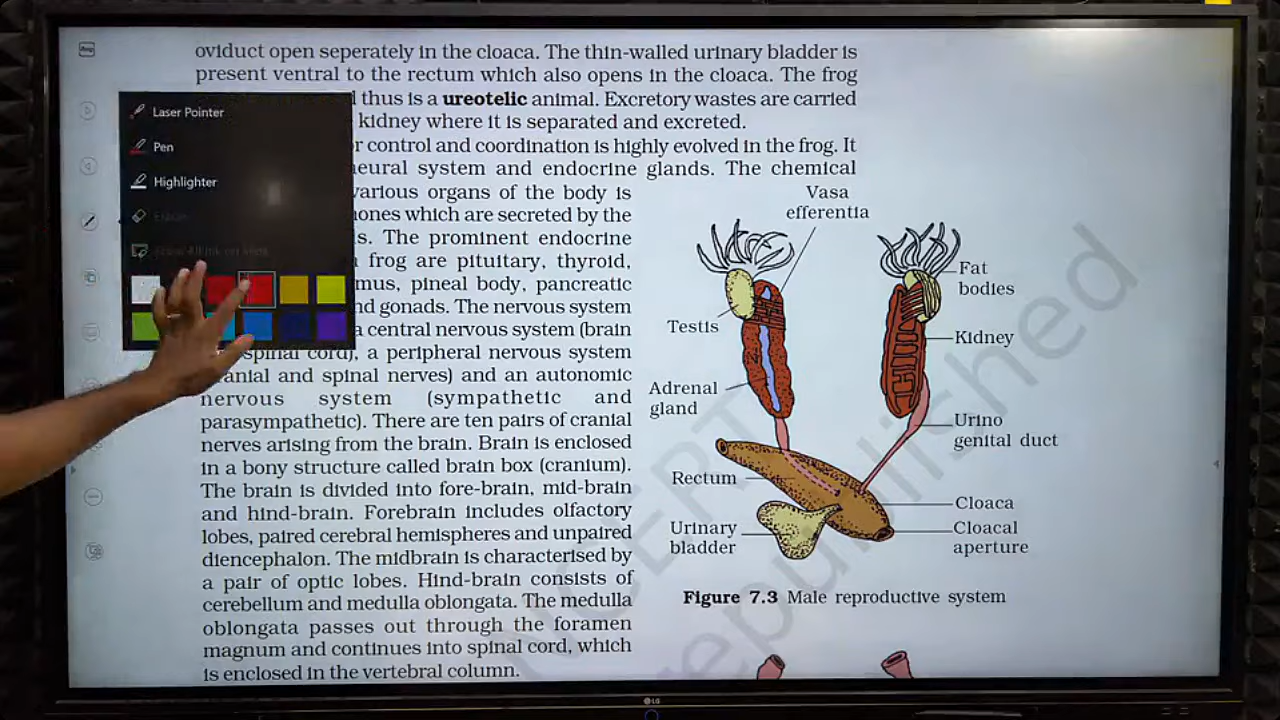 oviduct open seperately in the cloaca. The thin-walled urinary bladder is
present ventral to the rectum which also opens in the cloaca. The frog
thus is a ureotelic animal. Excretory wastes are carried
kidney where it is separated and excreted.
r control and coordination is highly evolved in the frog. It
neural system and endocrine glands. The chemical
various organs of the body is
ones which are secreted by the
s. The prominent endocrine
frog are pituitary, thyroid,
mus, pineal body, pancreatic
nd gonads. The nervous system
a central nervous system (brain
spinal cord), a peripheral nervous system
anial and spinal nerves) and an autonomic
nervous system (sympathetic and
parasympathetic). There are ten pairs of cranial
nerves arising from the brain. Brain is enclosed
in a bony structure called brain box (cranium).
The brain is divided into fore-brain, mid-brain
and hind-brain. Forebrain includes olfactory
lobes, paired cerebral hemispheres and unpaired
diencephalon. The midbrain is characterised by
a pair of optic lobes. Hind-brain consists of
cerebellum and medulla oblongata. The medulla
oblongata passes out through the foramen
magnum and continues into spinal cord, which
is enclosed in the vertebral column.
Laser Pointer
Pen
Highlighter
Eraser
Vasa
efferentia
Fat
bodies
Testis
Kidney
Adrenal
gland
Urino
genital duct
Rectum
Cloaca
Urinary
bladder
Cloacal
aperture
Figure 7.3 Male reproductive system
NCERT
republished
LG